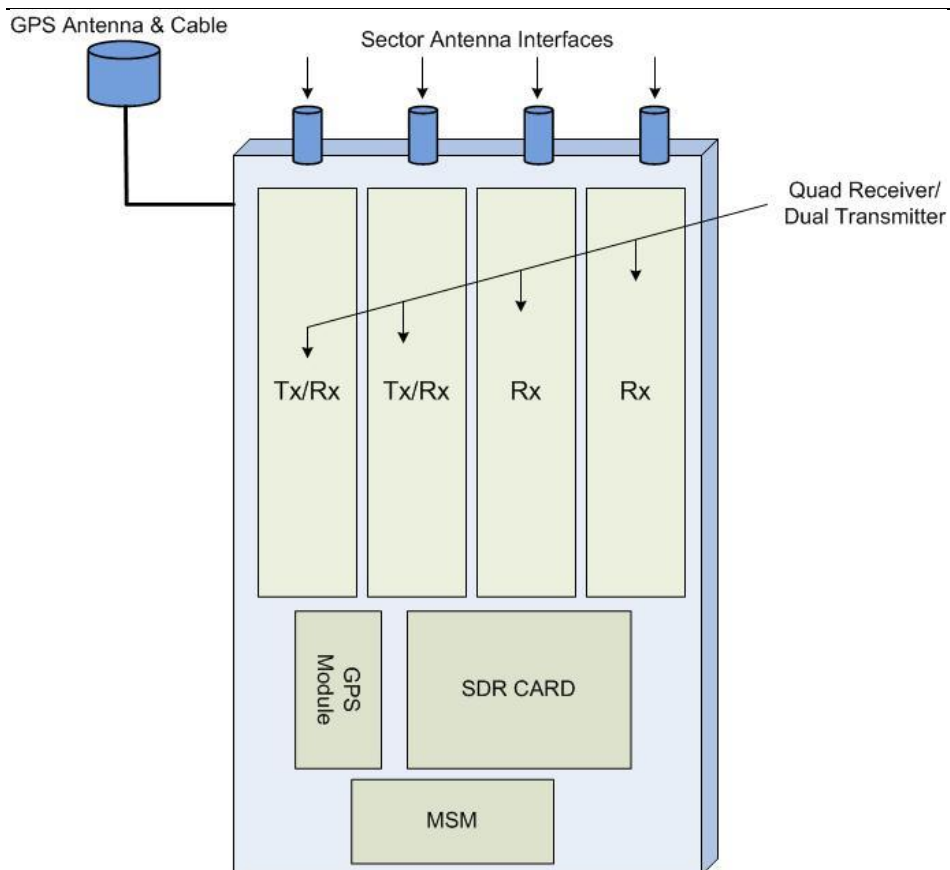 GPS Antenna & Cable
Sector Antenna Interfaces
Quad Receiver/
Dual Transmitter
Tx/Rx
Tx/Rx
Rx
Rx
GPS
Module
SDR CARD
MSM